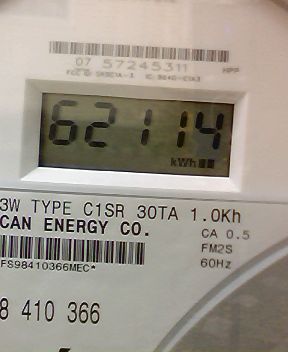 07 57245311
62114
kWh
3W TYPE C1SR 30TA 1.0Kh
CAN ENERGY CO.
CA 0.5
FM2S
60Hz
FS98410366MEC*
8 410 366